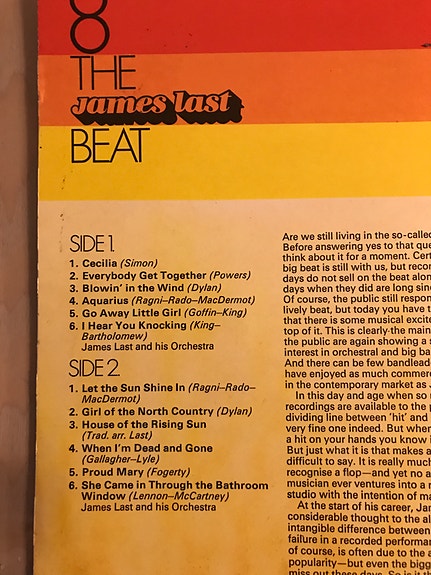 8
THE
James last
BEAT
SIDE 1.
1. Cecilia (Simon)
2. Everybody Get Together (Powers)
3. Blowin' in the Wind (Dylan)
4. Aquarius (Ragni–Rado–MacDermot)
5. Go Away Little Girl (Goffin–King)
6. I Hear You Knocking (King–
Bartholomew)
James Last and his Orchestra
SIDE 2.
1. Let the Sun Shine In (Ragni–Rado–
MacDermot)
2. Girl of the North Country (Dylan)
3. House of the Rising Sun
(Trad. arr. Last)
4. When I'm Dead and Gone
(Gallagher–Lyle)
5. Proud Mary (Fogerty)
6. She Came in Through the Bathroom
Window (Lennon–McCartney)
James Last and his Orchestra
Are we still living in the so-called
Before answering yes to that
think about it for a moment.
big beat is still with us, but
days do not sell on the beat
days when they did are long
Of course, the public still
lively beat, but today you have
that there is some musical
top of it. This is clearly the main
the public are again showing a
interest in orchestral and big
And there can be few
have enjoyed as much
in the contemporary market as
In this day and age when so
recordings are available to the
dividing line between 'hit' and
very fine one indeed. But when
a hit on your hands you know
But just what it is that makes a
difficult to say. It is really much
recognise a flop—and yet no
musician ever ventures into a
studio with the intention of
At the start of his career,
considerable thought to the
intangible difference between
failure in a recorded
of course, is often due to the
popularity—but even the
miss out these days. So is it